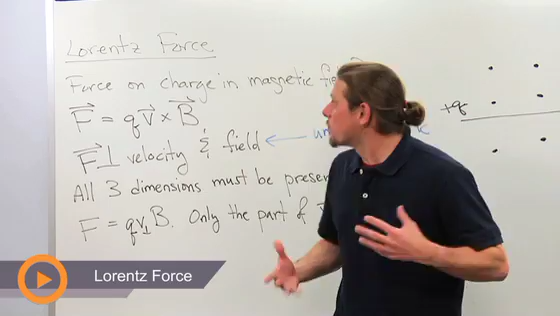 Lorentz Force
Force on charge in magnetic
F⃗ = qv⃗ × B⃗
F⃗ ⊥ velocity & field ←
All 3 dimensions must be
F = qv⊥B. Only the part of
+q
Lorentz Force